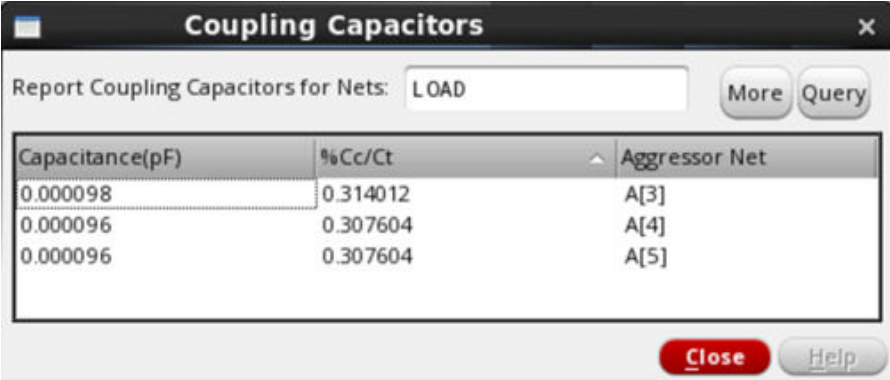 Coupling Capacitors
Report Coupling Capacitors for Nets: LOAD More Query
Capacitance(pF) %Cc/Ct Aggressor Net
0.000098 0.314012 A[3]
0.000096 0.307604 A[4]
0.000096 0.307604 A[5]
Close Help